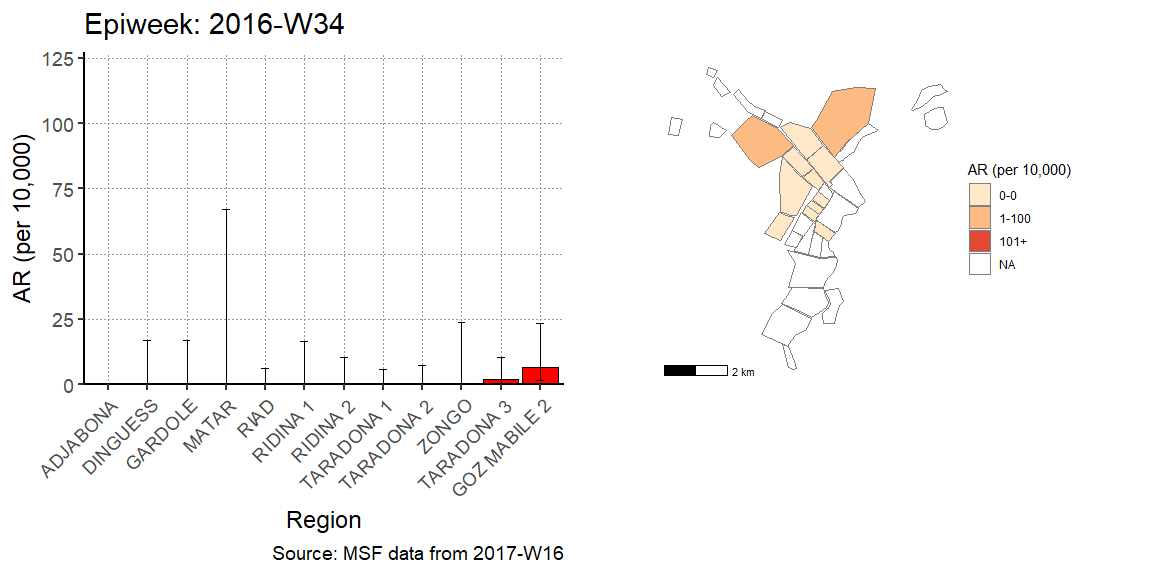 Epiweek: 2016-W34
AR (per 10,000)
125
100
75
50
25
0
ADJABONA
DINGUESS
GARDOLE
MATAR
RIAD
RIDINA 1
RIDINA 2
TARADONA 1
TARADONA 2
ZONGO
TARADONA 3
GOZ MABILE 2
Region
Source: MSF data from 2017-W16
AR (per 10,000)
0-0
1-100
101+
NA
2 km